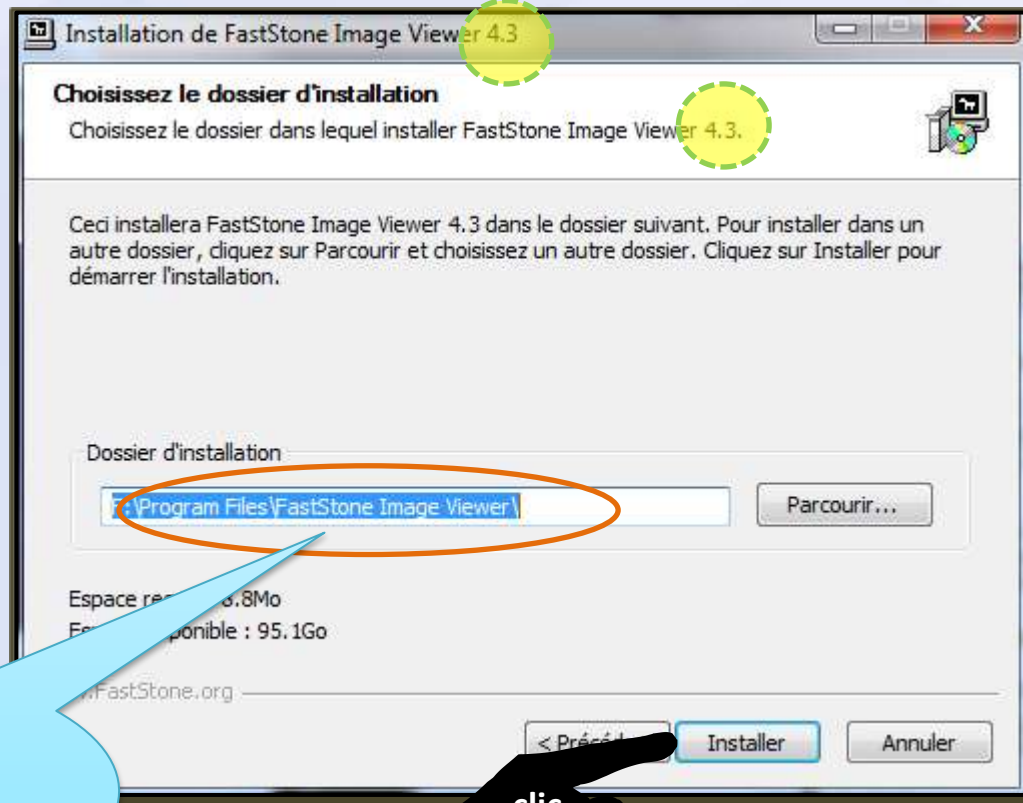 Installation de FastStone Image Viewer 4.3
Choisissez le dossier d'installation
Choisissez le dossier dans lequel installer FastStone Image Viewer 4.3.
Ceci installera FastStone Image Viewer 4.3 dans le dossier suivant. Pour installer dans un
autre dossier, cliquez sur Parcourir et choisissez un autre dossier. Cliquez sur Installer pour
démarrer l'installation.
Dossier d'installation
:\Program Files\FastStone Image Viewer\
Parcourir...
Espace .8Mo
: 95.1Go
FastStone.org
< Installer Annuler
clic